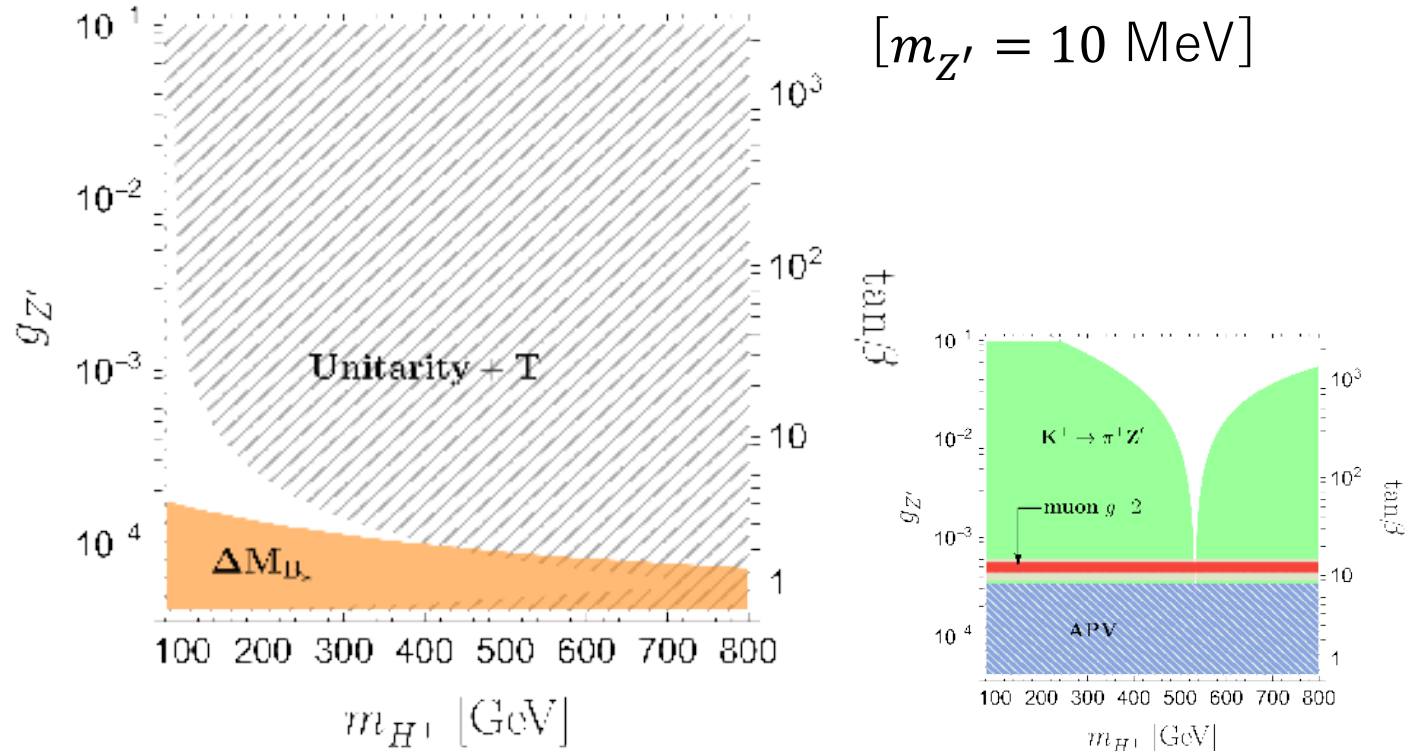 [m_{Z'} = 10 MeV]
10^{-1}
10^{-2}
10^{-3}
10^{-4}
g_{Z'}
10^3
10^2
10
1
tanβ
Unitarity + T
ΔM_{B_s}
100 200 300 400 500 600 700 800
m_{H^+} [GeV]
10^{-1}
10^{-2}
10^{-3}
10^{-4}
g_{Z'}
10^3
10^2
10
1
tanβ
K^+ → π^+ Z'
muon g-2
APV
100 200 300 400 500 600 700 800
m_{H^+} [GeV]